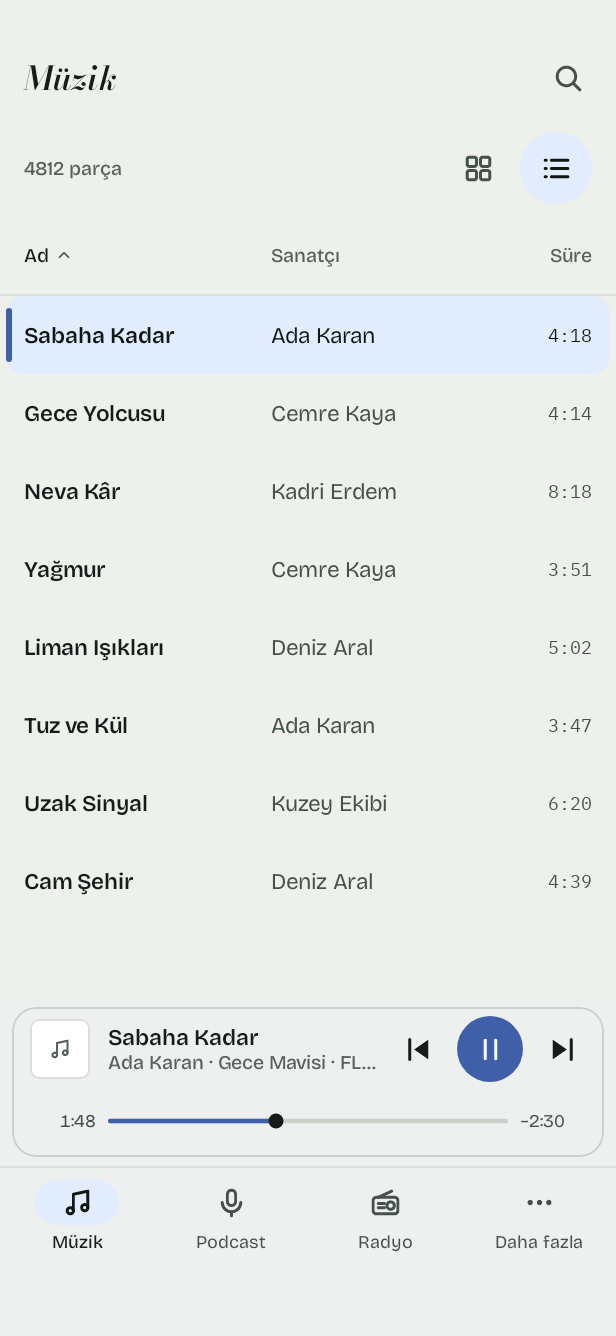 Müzik
4812 parça
Ad Sanatçı Süre
Sabaha Kadar Ada Karan 4:18
Gece Yolcusu Cemre Kaya 4:14
Neva Kâr Kadri Erdem 8:18
Yağmur Cemre Kaya 3:51
Liman Işıkları Deniz Aral 5:02
Tuz ve Kül Ada Karan 3:47
Uzak Sinyal Kuzey Ekibi 6:20
Cam Şehir Deniz Aral 4:39
Sabaha Kadar
Ada Karan · Gece Mavisi · FL...
1:48 −2:30
Müzik Podcast Radyo Daha fazla